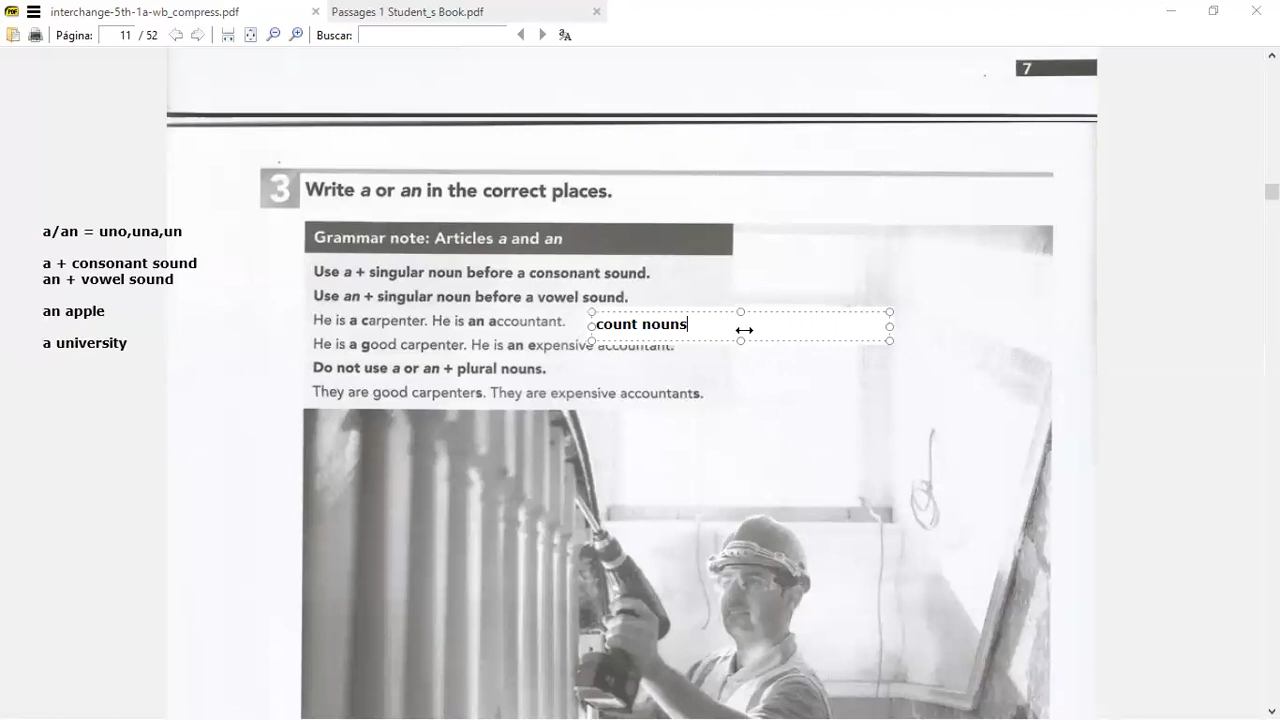 interchange-5th-1a-wb_compress.pdf
Passages 1 Student_s Book.pdf
Página: 11 / 52
Buscar:
7
3 Write a or an in the correct places.
a/an = uno,una,un
a + consonant sound
an + vowel sound
an apple
a university
Grammar note: Articles a and an
Use a + singular noun before a consonant sound.
Use an + singular noun before a vowel sound.
He is a carpenter. He is an accountant.
count nouns
He is a good carpenter. He is an expensive accountant.
Do not use a or an + plural nouns.
They are good carpenters. They are expensive accountants.